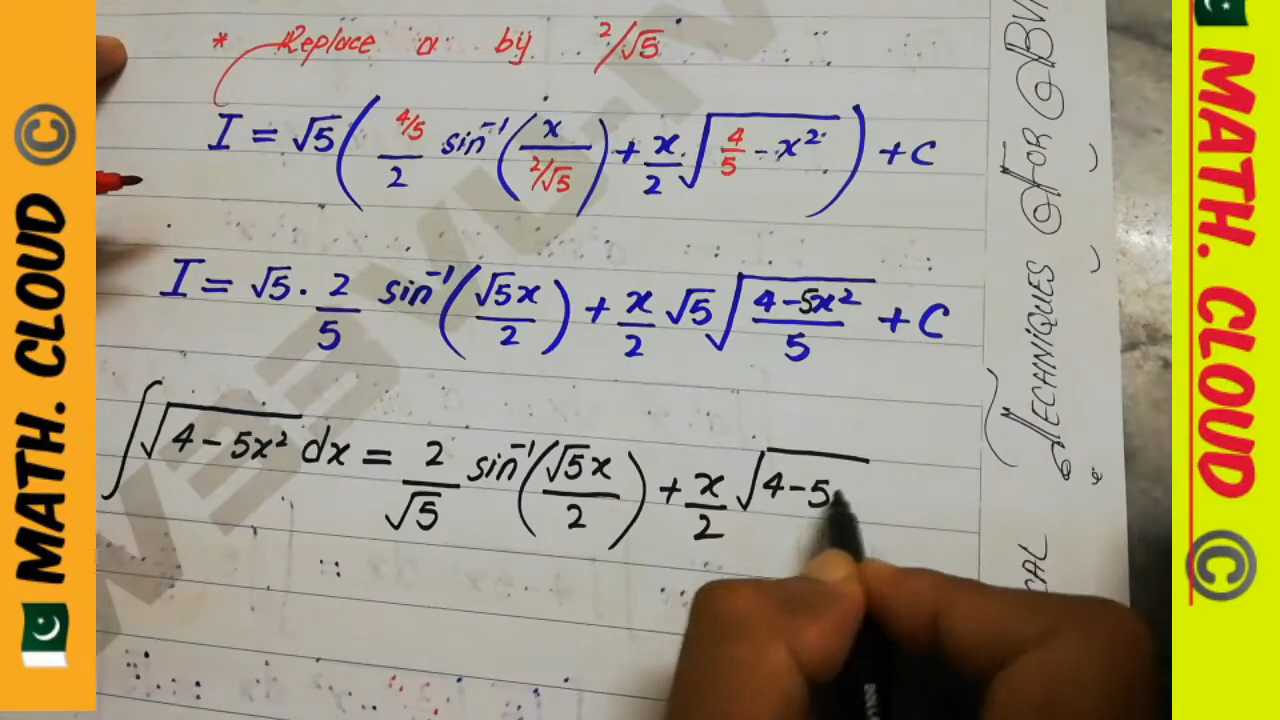 © MATH. CLOUD
* Replace a by 2/√5
I = √5 ( 4/5 / 2 sin⁻¹ ( x / 2/√5 ) + x/2 √( 4/5 - x² ) ) + C
I = √5 . 2/5 sin⁻¹ ( √5x / 2 ) + x/2 √5 √( 4-5x² / 5 ) + C
∫ √( 4-5x² ) dx = 2/√5 sin⁻¹ ( √5x / 2 ) + x/2 √( 4-5
TECHNIQUES FOR
MATH. CLOUD ©